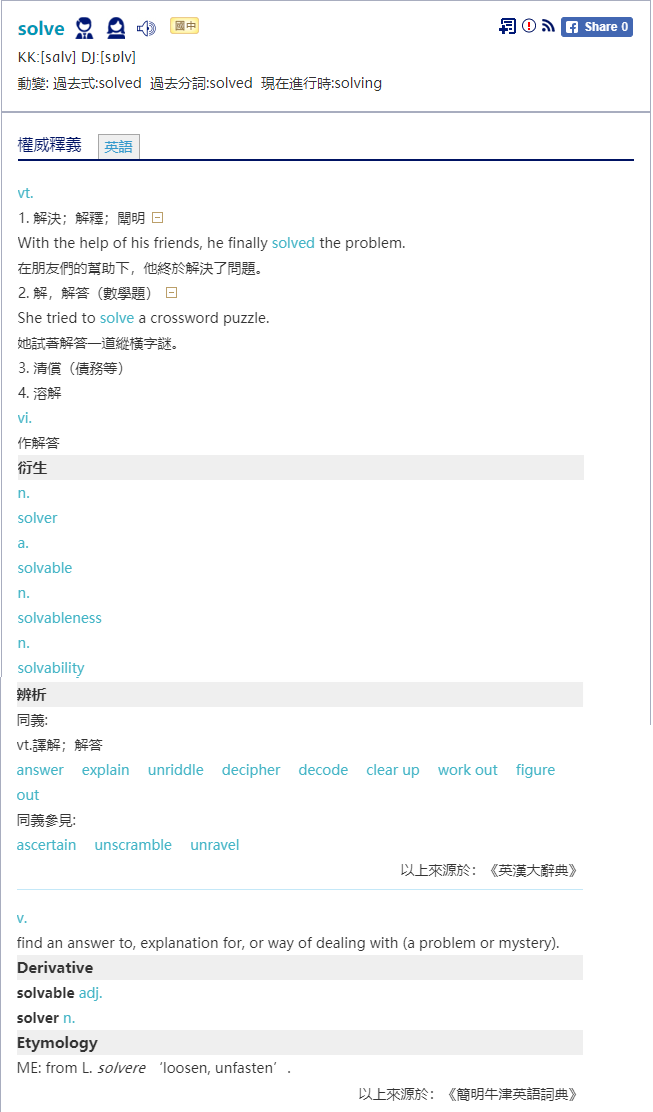 solve 國中 Share 0
KK:[sɑlv] DJ:[sɒlv]
動變: 過去式:solved 過去分詞:solved 現在進行時:solving
權威釋義 英語
vt.
1. 解決；解釋；闡明
With the help of his friends, he finally solved the problem.
在朋友們的幫助下，他終於解決了問題。
2. 解，解答（數學題）
She tried to solve a crossword puzzle.
她試著解答一道縱橫字謎。
3. 清償（債務等）
4. 溶解
vi.
作解答
衍生
n.
solver
a.
solvable
n.
solvableness
n.
solvability
辨析
同義:
vt.譯解；解答
answer explain unriddle decipher decode clear up work out figure
out
同義參見:
ascertain unscramble unravel
以上來源於：《英漢大辭典》
v.
find an answer to, explanation for, or way of dealing with (a problem or mystery).
Derivative
solvable adj.
solver n.
Etymology
ME: from L. solvere ‘loosen, unfasten’.
以上來源於：《簡明牛津英語詞典》